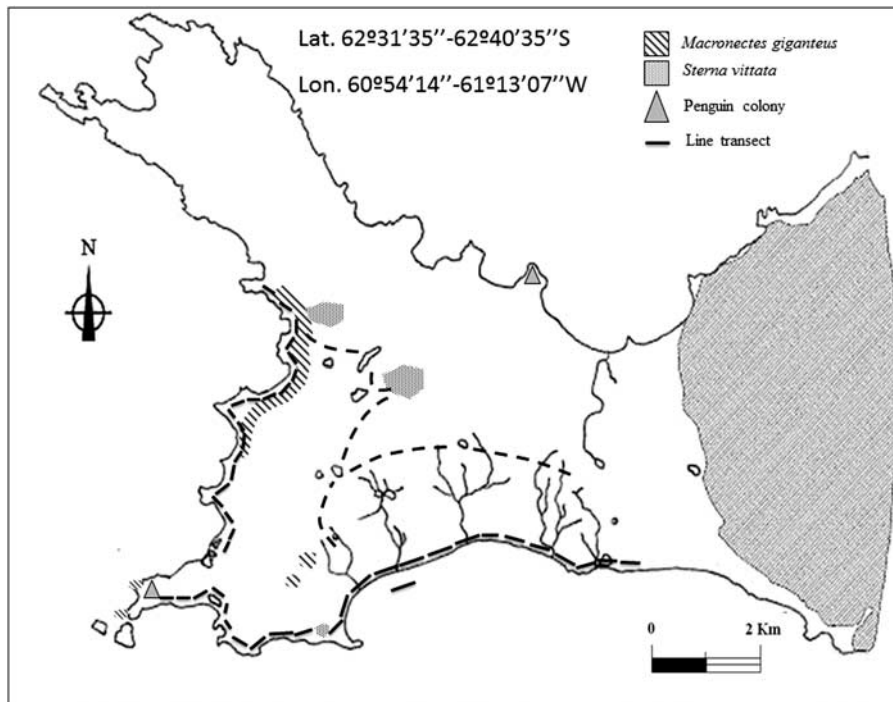 Lat. 62º31’35’’-62º40’35’’S
Lon. 60º54’14’’-61º13’07’’W
Macronectes giganteus
Sterna vittata
Penguin colony
Line transect
N
0 2 Km